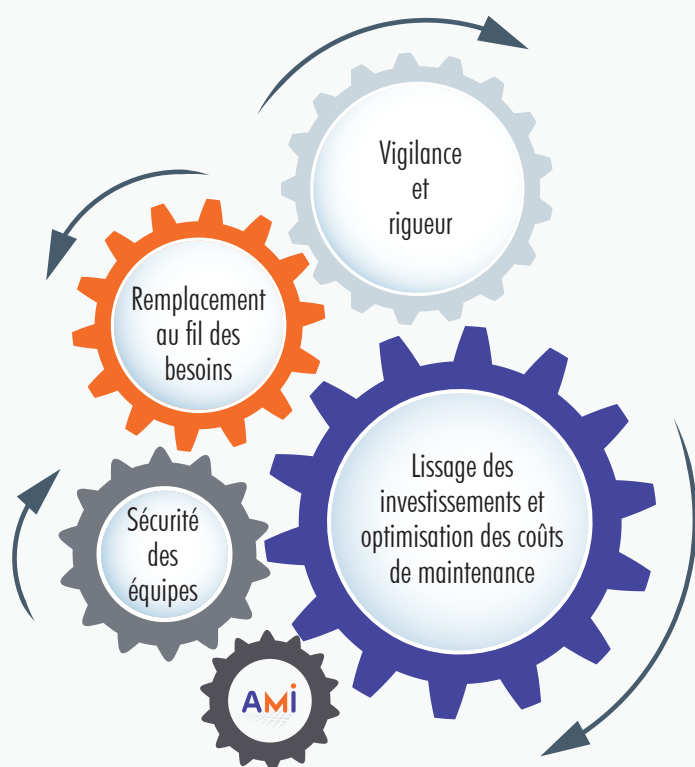 Vigilance
et
rigueur
Remplacement
au fil des
besoins
Lissage des
investissements et
optimisation des coûts
de maintenance
Sécurité
des
équipes
AMi